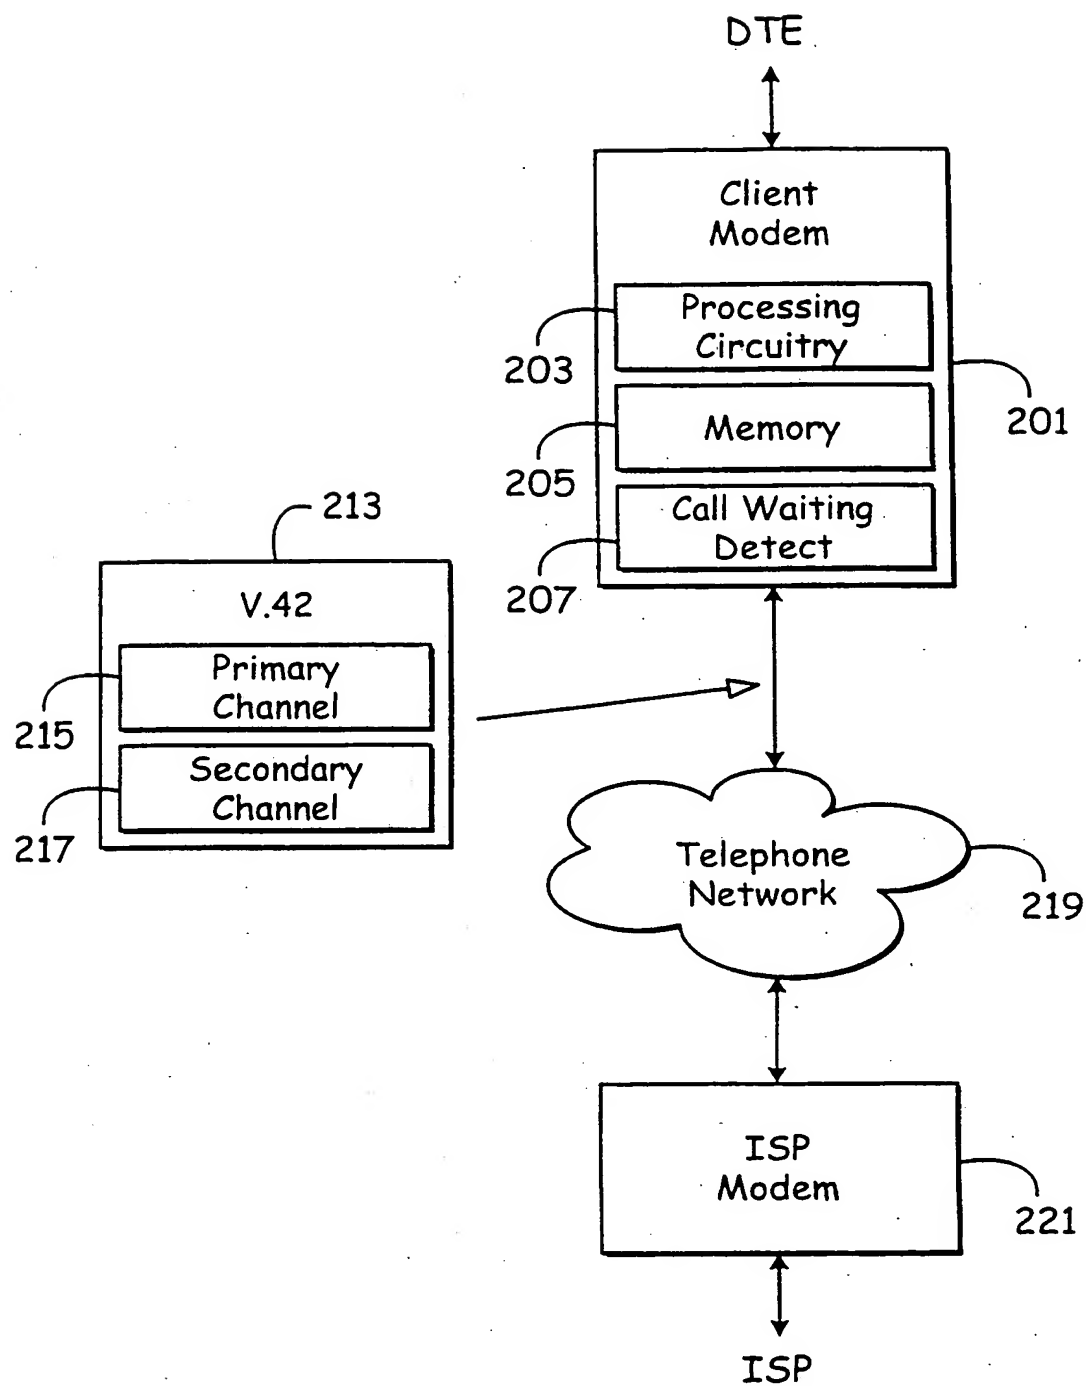 DTE
Client
Modem
Processing
Circuitry
203
201
Memory
205
Call Waiting
Detect
207
213
V.42
Primary
Channel
215
Secondary
Channel
217
Telephone
Network
219
ISP
Modem
221
ISP